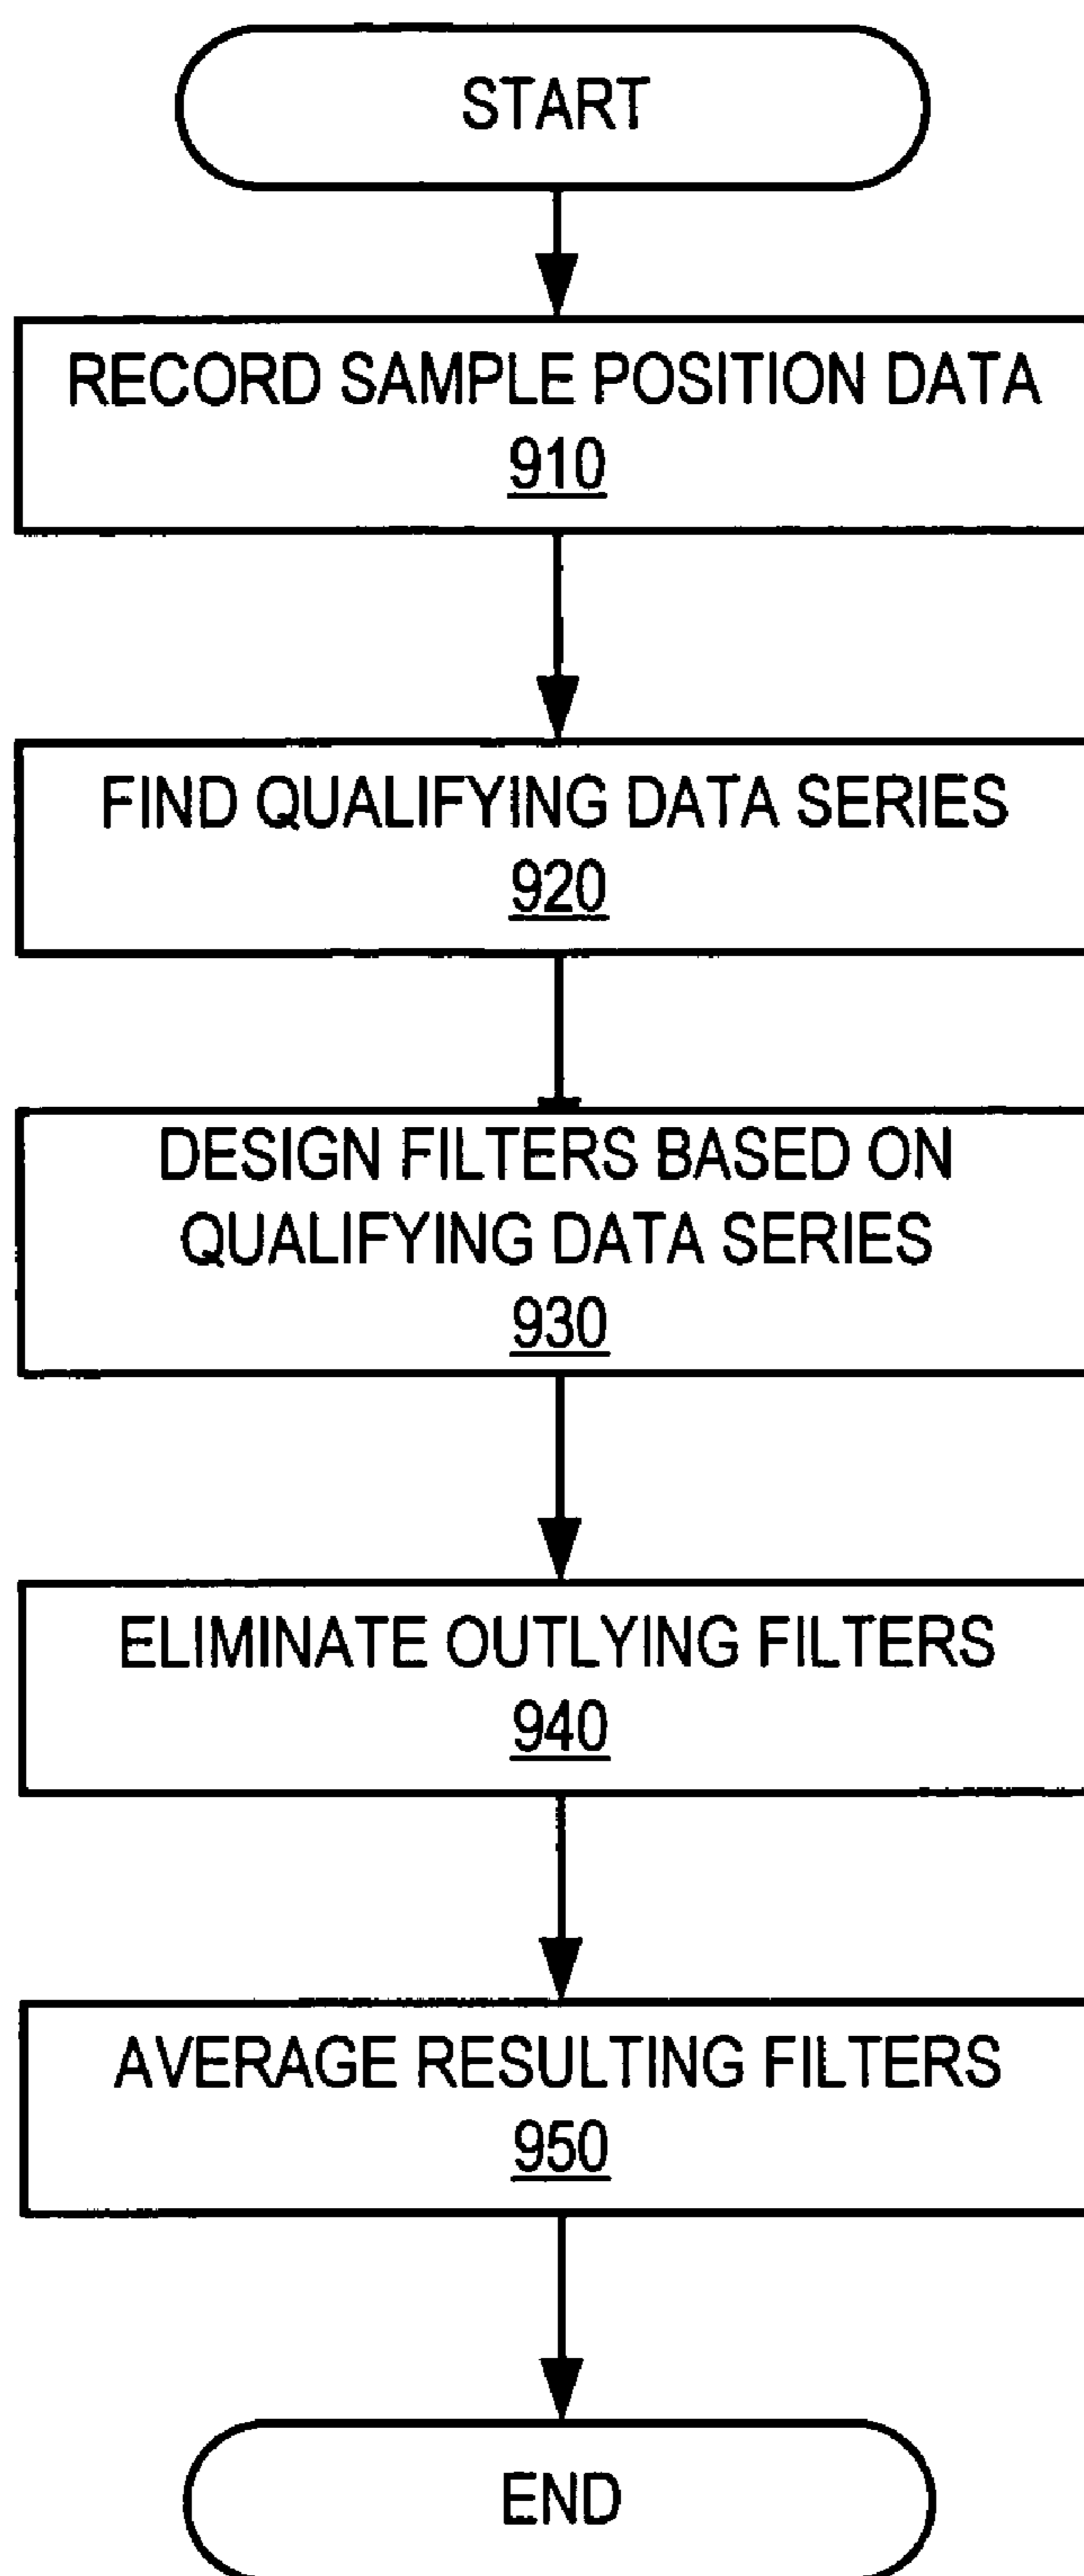 START
RECORD SAMPLE POSITION DATA
910
FIND QUALIFYING DATA SERIES
920
DESIGN FILTERS BASED ON
QUALIFYING DATA SERIES
930
ELIMINATE OUTLYING FILTERS
940
AVERAGE RESULTING FILTERS
950
END